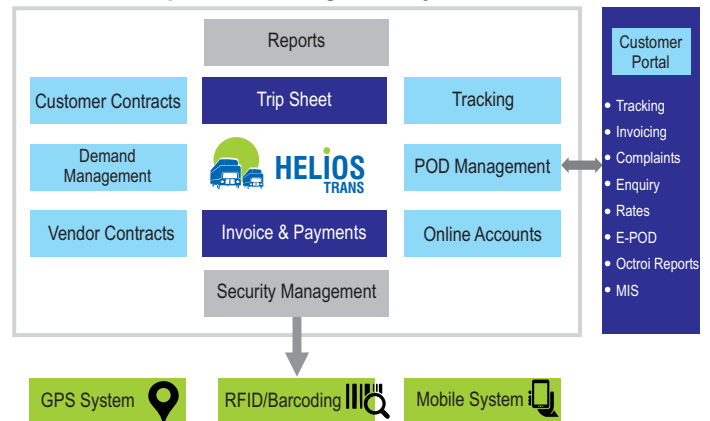 Reports
Customer Contracts
Trip Sheet
Tracking
Demand
Management
HELIOS
TRANS
POD Management
Vendor Contracts
Invoice & Payments
Online Accounts
Security Management
GPS System
RFID/Barcoding
Mobile System
Customer
Portal
• Tracking
• Invoicing
• Complaints
• Enquiry
• Rates
• E-POD
• Octroi Reports
• MIS